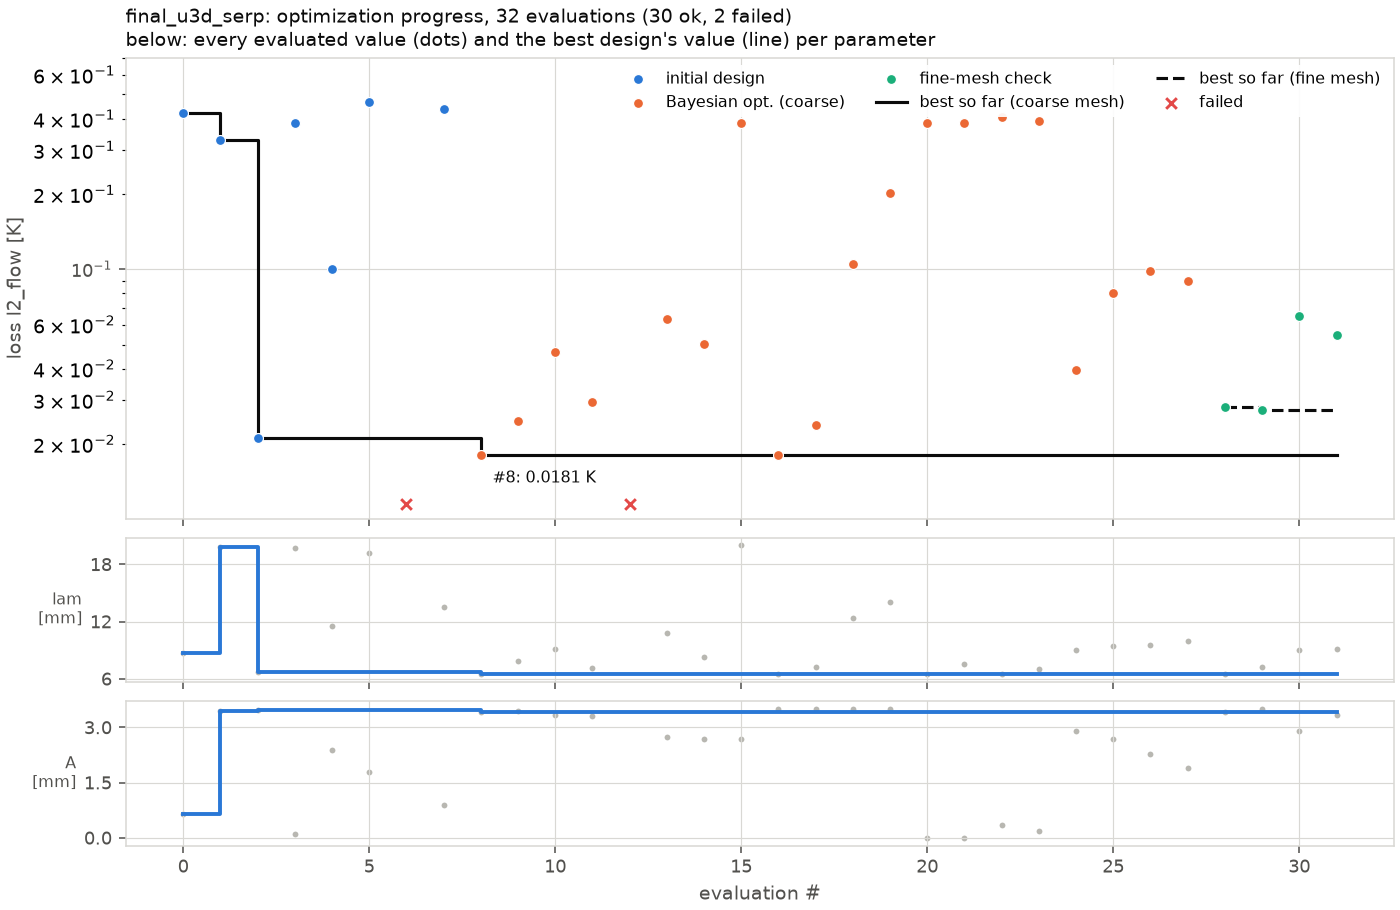 final_u3d_serp: optimization progress, 32 evaluations (30 ok, 2 failed)
below: every evaluated value (dots) and the best design's value (line) per parameter
initial design
Bayesian opt. (coarse)
fine-mesh check
best so far (coarse mesh)
best so far (fine mesh)
failed
loss l2_flow [K]
6 × 10⁻¹
4 × 10⁻¹
3 × 10⁻¹
2 × 10⁻¹
10⁻¹
6 × 10⁻²
4 × 10⁻²
3 × 10⁻²
2 × 10⁻²
#8: 0.0181 K
lam
[mm]
18
12
6
A
[mm]
3.0
1.5
0.0
0 5 10 15 20 25 30
evaluation #